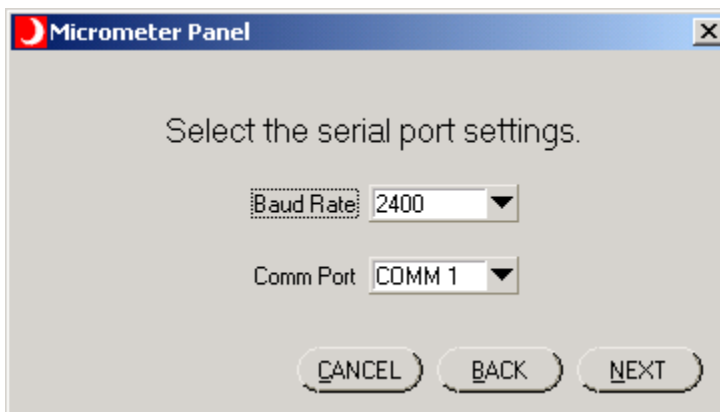 Micrometer Panel
Select the serial port settings.
Baud Rate 2400
Comm Port COMM 1
CANCEL BACK NEXT